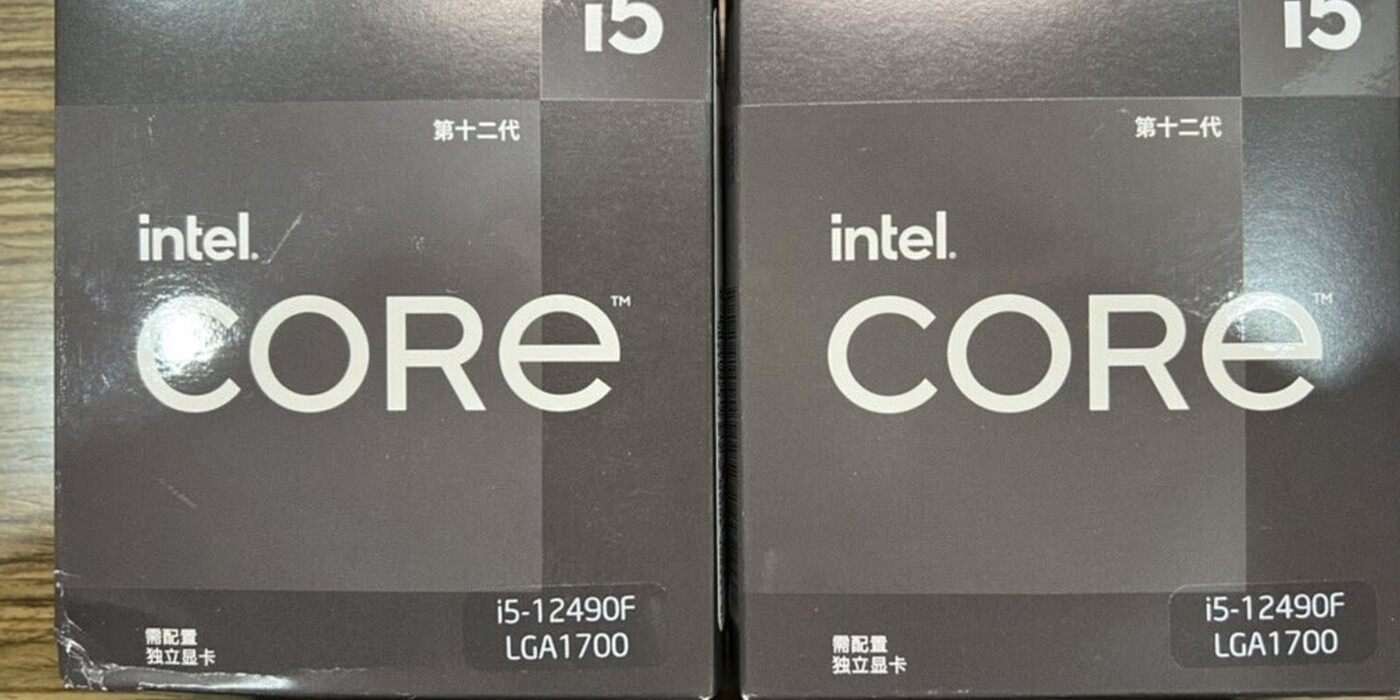 i5
第十二代
intel.
CORE™
i5-12490F
LGA1700
需配置
独立显卡
i5
第十二代
intel.
CORE™
i5-12490F
LGA1700
需配置
独立显卡